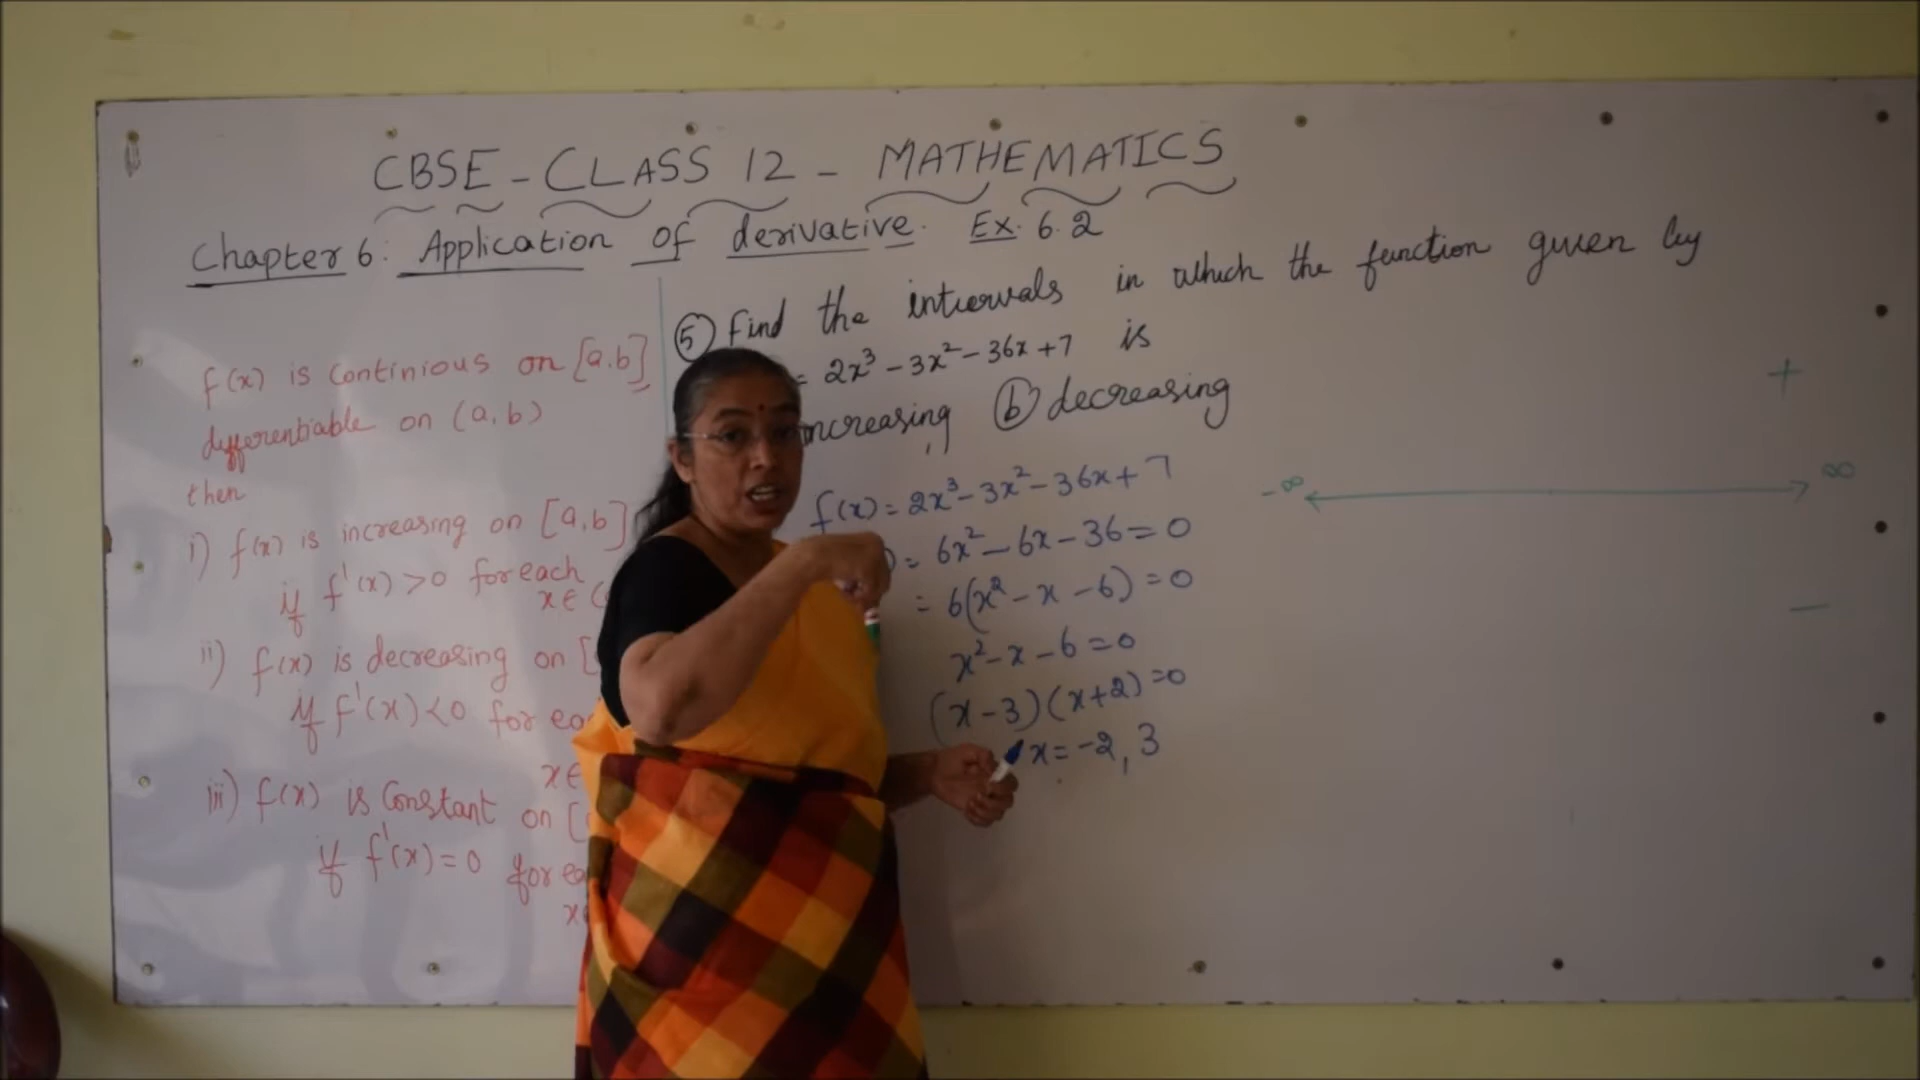 CBSE - CLASS 12 - MATHEMATICS
Chapter 6: Application of derivative. Ex. 6.2
f(x) is continious on [a,b]
differentiable on (a,b)
then
i) f(x) is increasing on [a,b]
if f'(x) >0 for each
x∈ (
ii) f(x) is decreasing on [
if f'(x) <0 for ea
x∈
iii) f(x) is constant on [
if f'(x) = 0 for ea
x
⑤ Find the intervals in which the function given by
= 2x³ - 3x² - 36x + 7 is
increasing, ⓑ decreasing
f(x) = 2x³ - 3x² - 36x + 7
) = 6x² - 6x - 36 = 0
= 6(x² - x - 6) = 0
x² - x - 6 = 0
(x - 3)(x+2) = 0
x = -2, 3
+
-∞ ∞
-